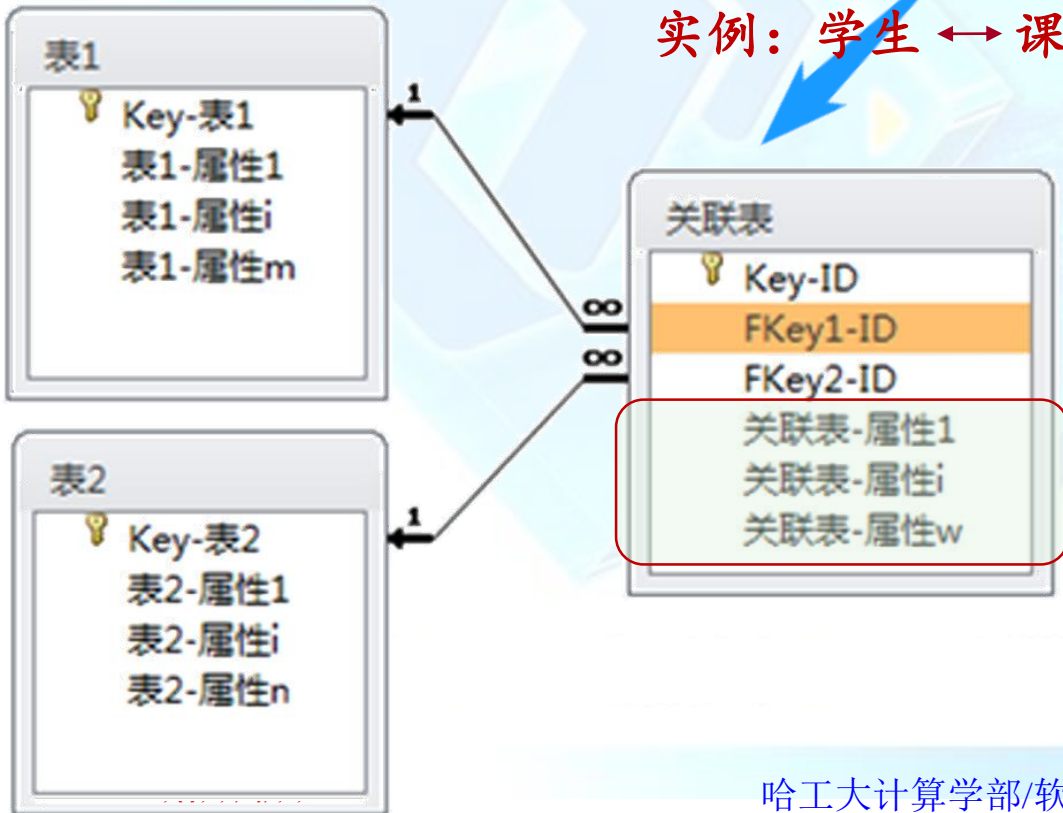 实例：学生 ↔ 课
表1
Key-表1
表1-属性1
表1-属性i
表1-属性m
1
关联表
Key-ID
FKey1-ID
FKey2-ID
关联表-属性1
关联表-属性i
关联表-属性w
∞
∞
表2
Key-表2
表2-属性1
表2-属性i
表2-属性n
1
哈工大计算学部/软